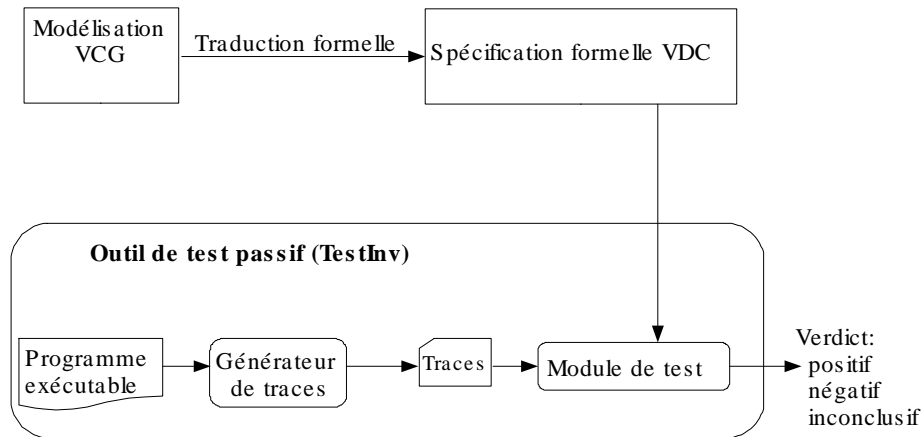 Modélisation
VCG
Traduction formelle
Spécification formelle VDC
Outil de test passif (TestInv)
Programme
exécutable
Générateur
de traces
Traces
Module de test
Verdict:
positif
négatif
inconclusif